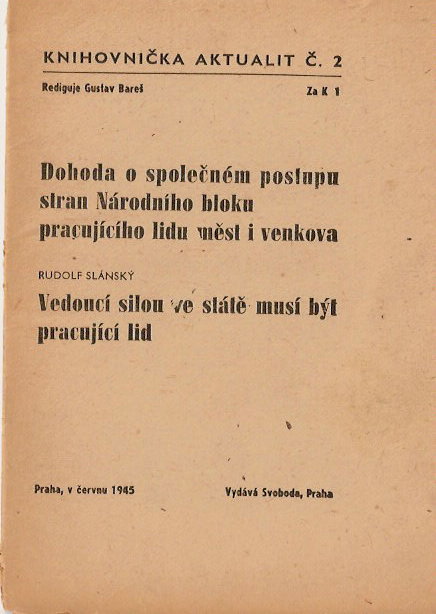 KNIHOVNIČKA AKTUALIT Č. 2
Rediguje Gustav Bareš
Za K 1
Dohoda o společném postupu
stran Národního bloku
pracujícího lidu měst i venkova
RUDOLF SLÁNSKÝ
Vedoucí silou ve státě musí být
pracující lid
Praha, v červnu 1945
Vydává Svoboda, Praha